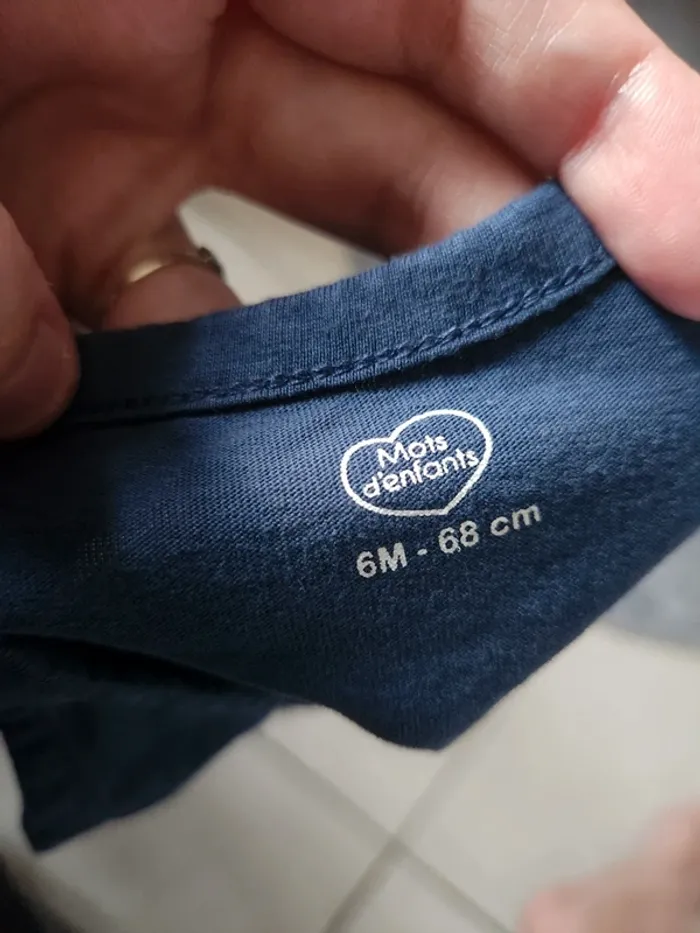 Mots
d'enfants
6M - 68 cm